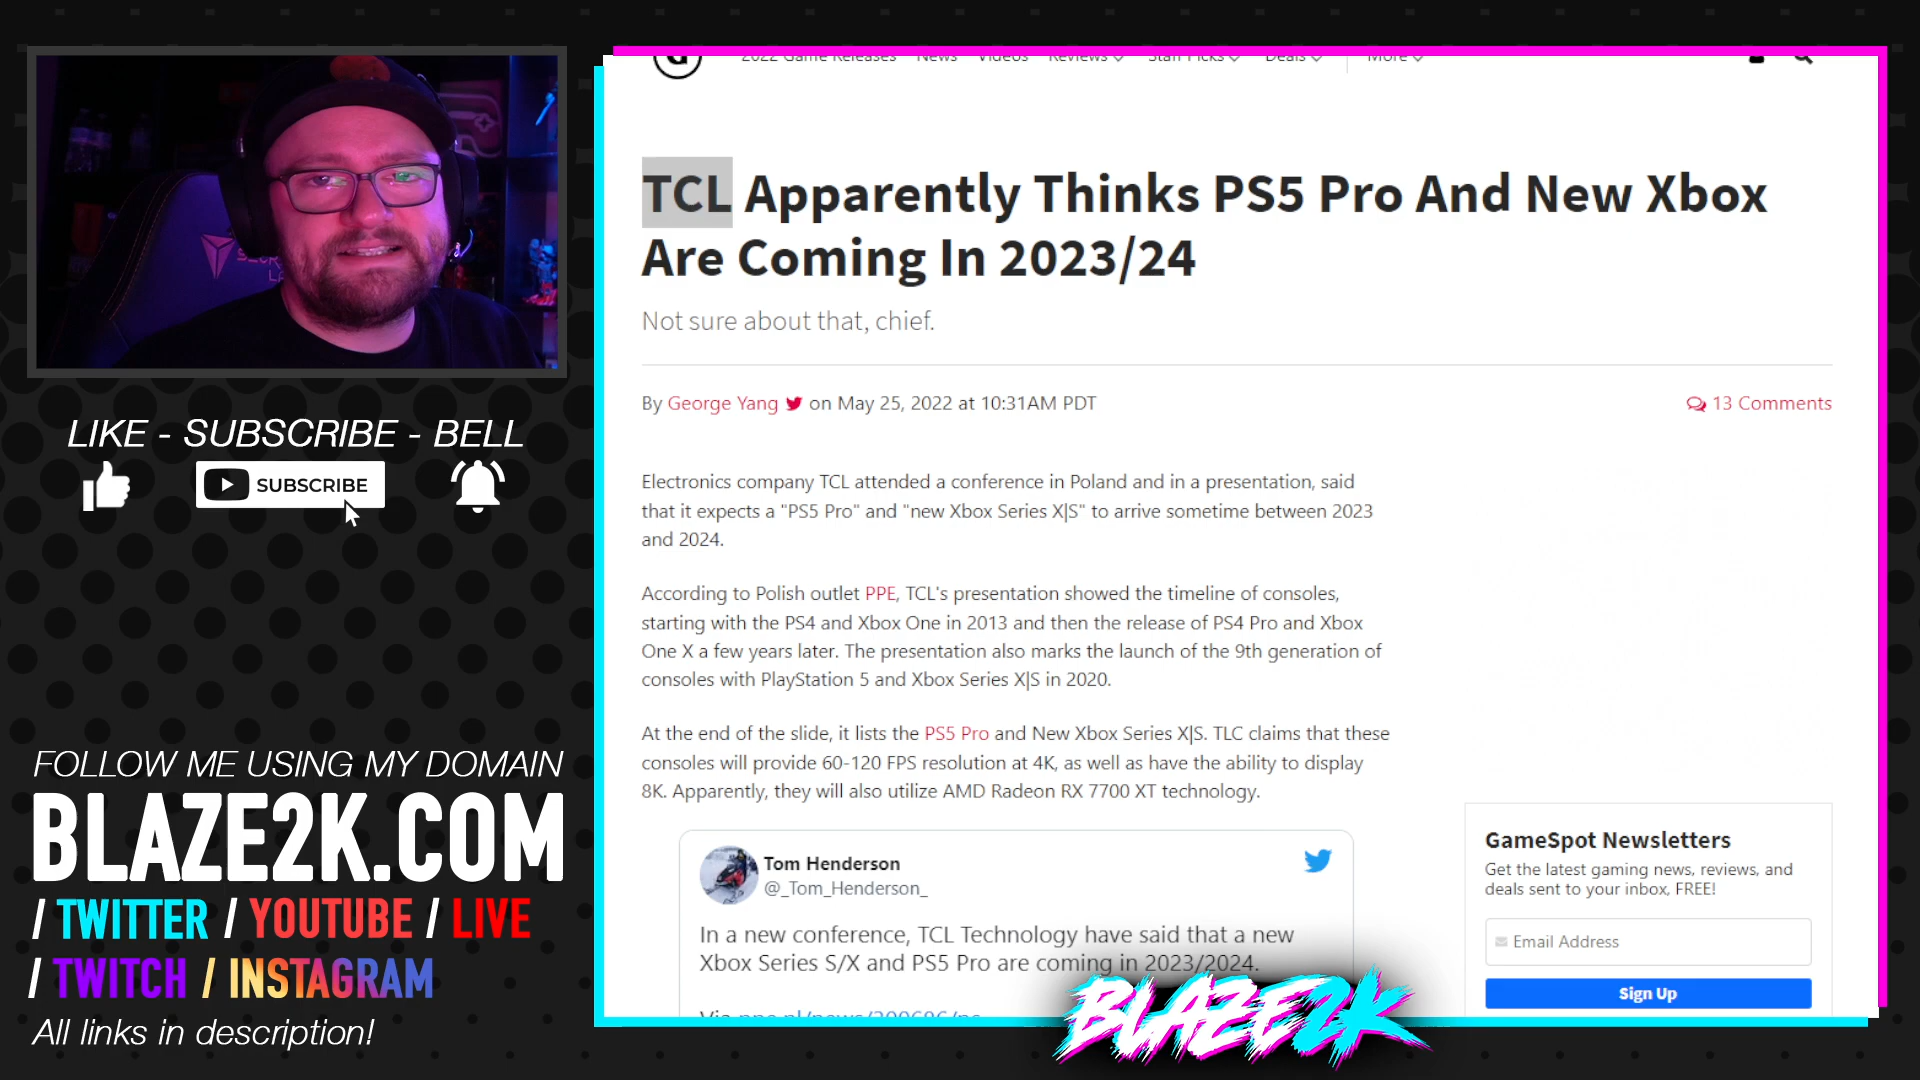 2022 Game Releases News Videos Reviews Staff Picks Deals More
TCL Apparently Thinks PS5 Pro And New Xbox
Are Coming In 2023/24
Not sure about that, chief.
By George Yang on May 25, 2022 at 10:31AM PDT
13 Comments
Electronics company TCL attended a conference in Poland and in a presentation, said
that it expects a "PS5 Pro" and "new Xbox Series X|S" to arrive sometime between 2023
and 2024.
According to Polish outlet PPE, TCL's presentation showed the timeline of consoles,
starting with the PS4 and Xbox One in 2013 and then the release of PS4 Pro and Xbox
One X a few years later. The presentation also marks the launch of the 9th generation of
consoles with PlayStation 5 and Xbox Series X|S in 2020.
At the end of the slide, it lists the PS5 Pro and New Xbox Series X|S. TLC claims that these
consoles will provide 60-120 FPS resolution at 4K, as well as have the ability to display
8K. Apparently, they will also utilize AMD Radeon RX 7700 XT technology.
Tom Henderson
@_Tom_Henderson_
In a new conference, TCL Technology have said that a new
Xbox Series S/X and PS5 Pro are coming in 2023/2024.
Via
GameSpot Newsletters
Get the latest gaming news, reviews, and
deals sent to your inbox, FREE!
Email Address
Sign Up
BLAZE2K
LIKE - SUBSCRIBE - BELL
SUBSCRIBE
FOLLOW ME USING MY DOMAIN
BLAZE2K.COM
/ TWITTER / YOUTUBE / LIVE
/ TWITCH / INSTAGRAM
All links in description!